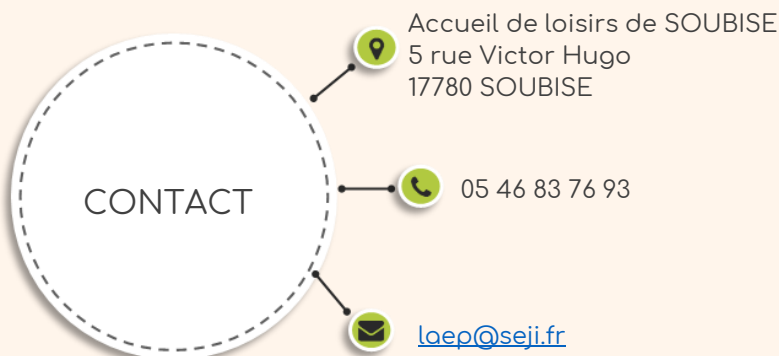 Accueil de loisirs de SOUBISE
5 rue Victor Hugo
17780 SOUBISE
CONTACT
05 46 83 76 93
laep@seji.fr